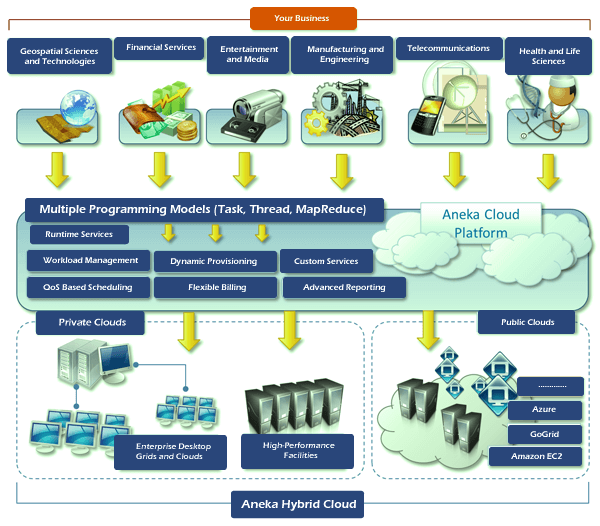 Your Business
Geospatial Sciences
and Technologies
Financial Services
Entertainment
and Media
Manufacturing and
Engineering
Telecommunications
Health and Life
Sciences
Multiple Programming Models (Task, Thread, MapReduce)
Aneka Cloud
Platform
Runtime Services
Workload Management
Dynamic Provisioning
Custom Services
QoS Based Scheduling
Flexible Billing
Advanced Reporting
Private Clouds
Public Clouds
.............
Azure
GoGrid
Amazon EC2
Enterprise Desktop
Grids and Clouds
High-Performance
Facilities
Aneka Hybrid Cloud